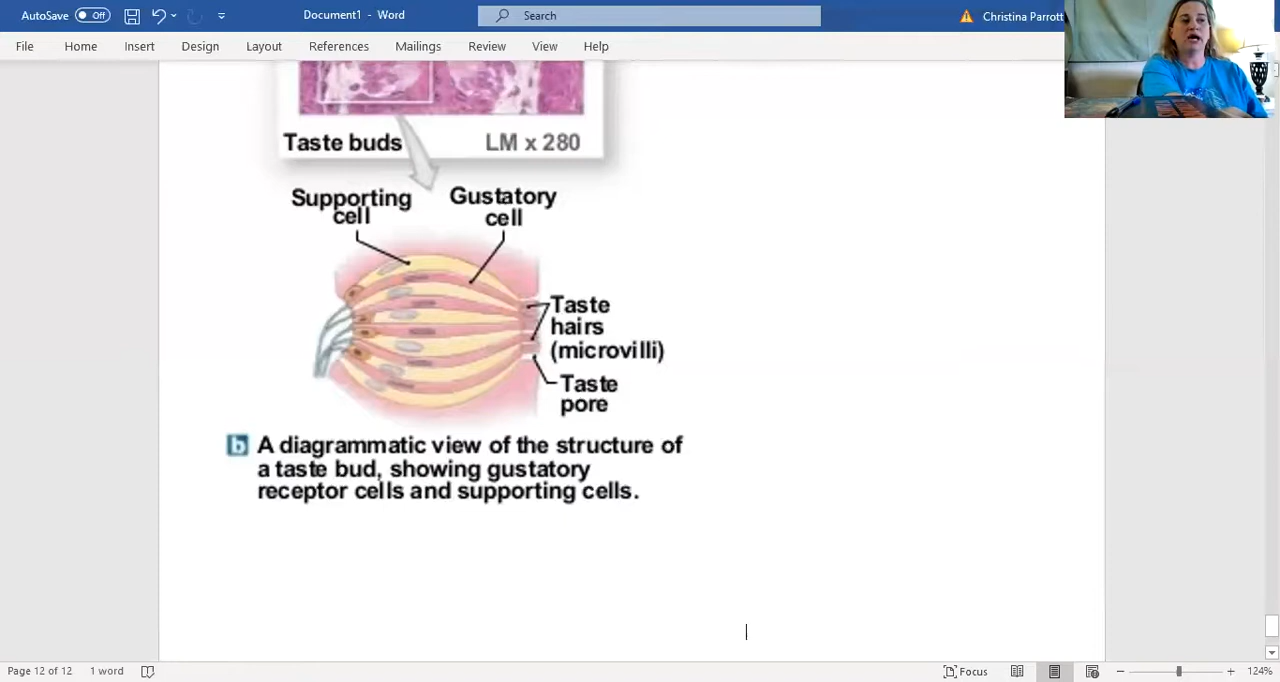 AutoSave Off Document1 - Word Search Christina Parrott
File Home Insert Design Layout References Mailings Review View Help
Taste buds LM x 280
Supporting
cell
Gustatory
cell
Taste
hairs
(microvilli)
Taste
pore
b A diagrammatic view of the structure of
a taste bud, showing gustatory
receptor cells and supporting cells.
Page 12 of 12 1 word Focus 124%